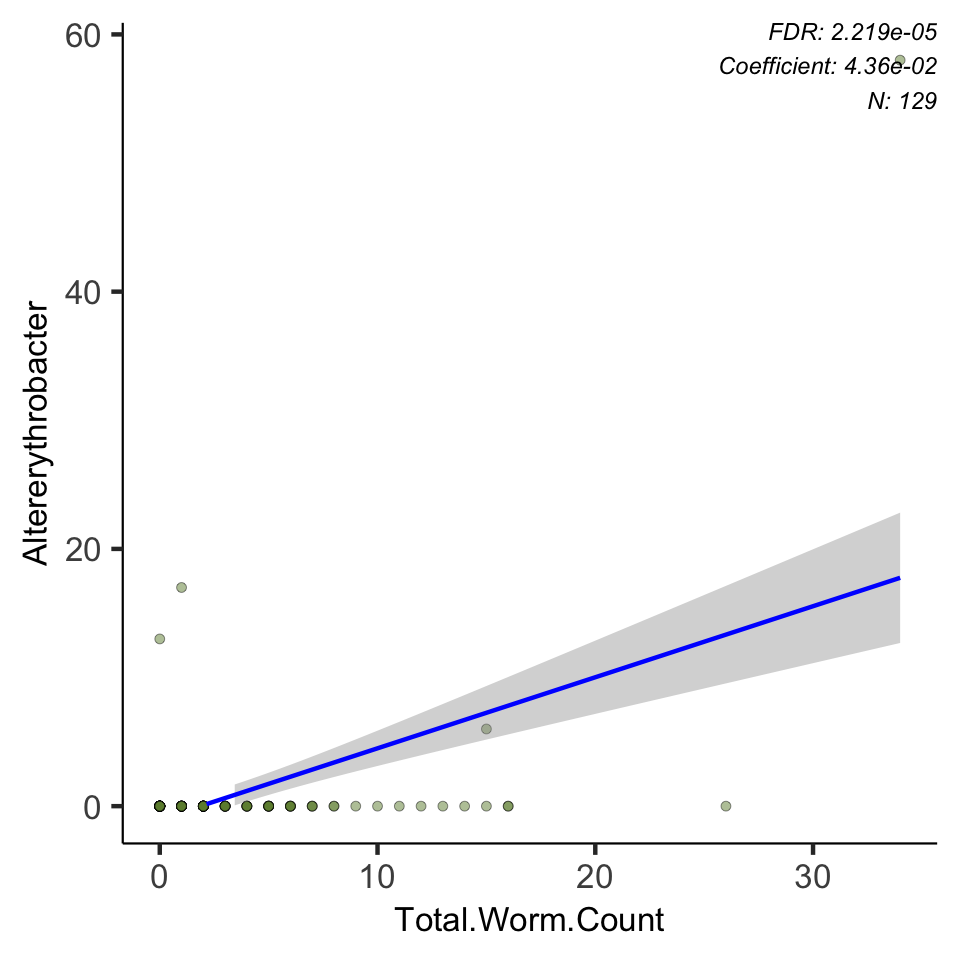 FDR: 2.219e-05
Coefficient: 4.36e-02
N: 129
60
40
20
0
Altererythrobacter
0 10 20 30
Total.Worm.Count